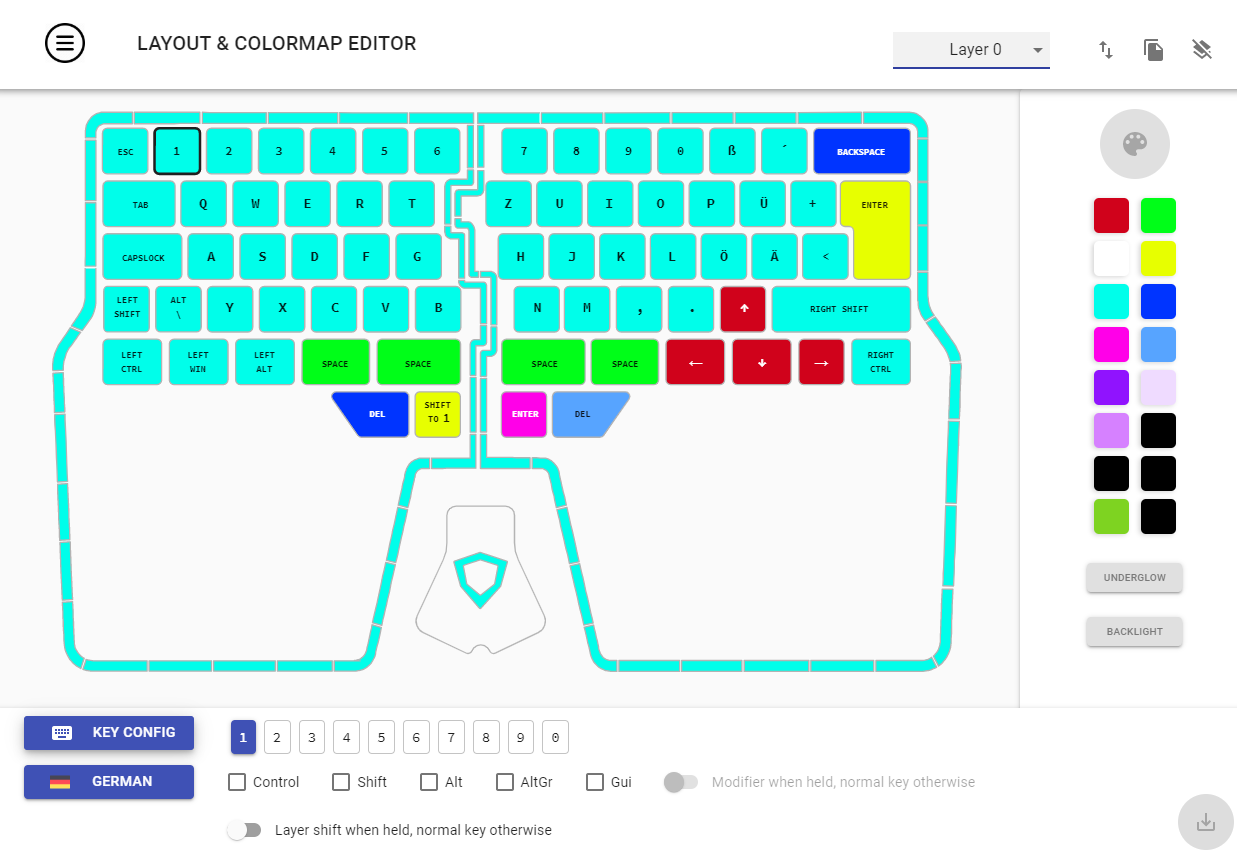 LAYOUT & COLORMAP EDITOR
Layer 0
ESC 1 2 3 4 5 6 7 8 9 0 ß ´ BACKSPACE
TAB Q W E R T Z U I O P Ü + ENTER
CAPSLOCK A S D F G H J K L Ö Ä <
LEFT SHIFT ALT \ Y X C V B N M , . ↑ RIGHT SHIFT
LEFT CTRL LEFT WIN LEFT ALT SPACE SPACE SPACE SPACE ← ↓ → RIGHT CTRL
DEL SHIFT TO 1 ENTER DEL
UNDERGLOW
BACKLIGHT
KEY CONFIG
1 2 3 4 5 6 7 8 9 0
GERMAN
Control Shift Alt AltGr Gui Modifier when held, normal key otherwise
Layer shift when held, normal key otherwise